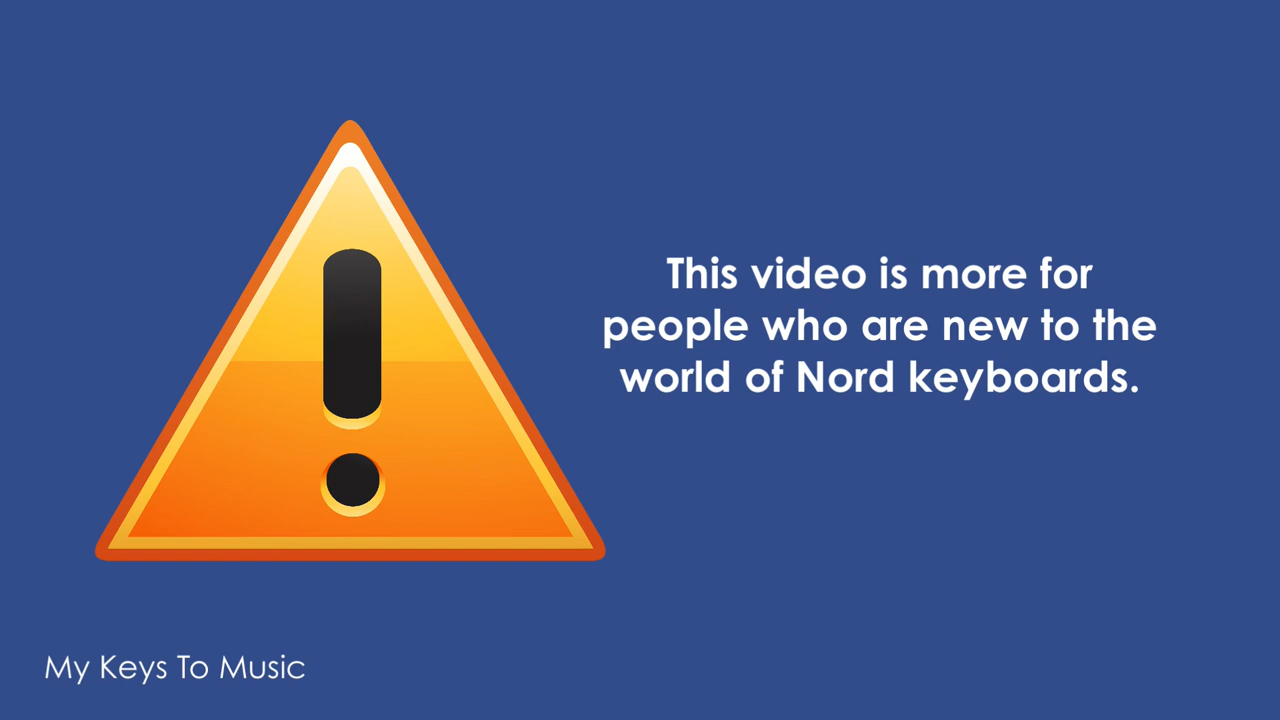 This video is more for
people who are new to the
world of Nord keyboards.
My Keys To Music